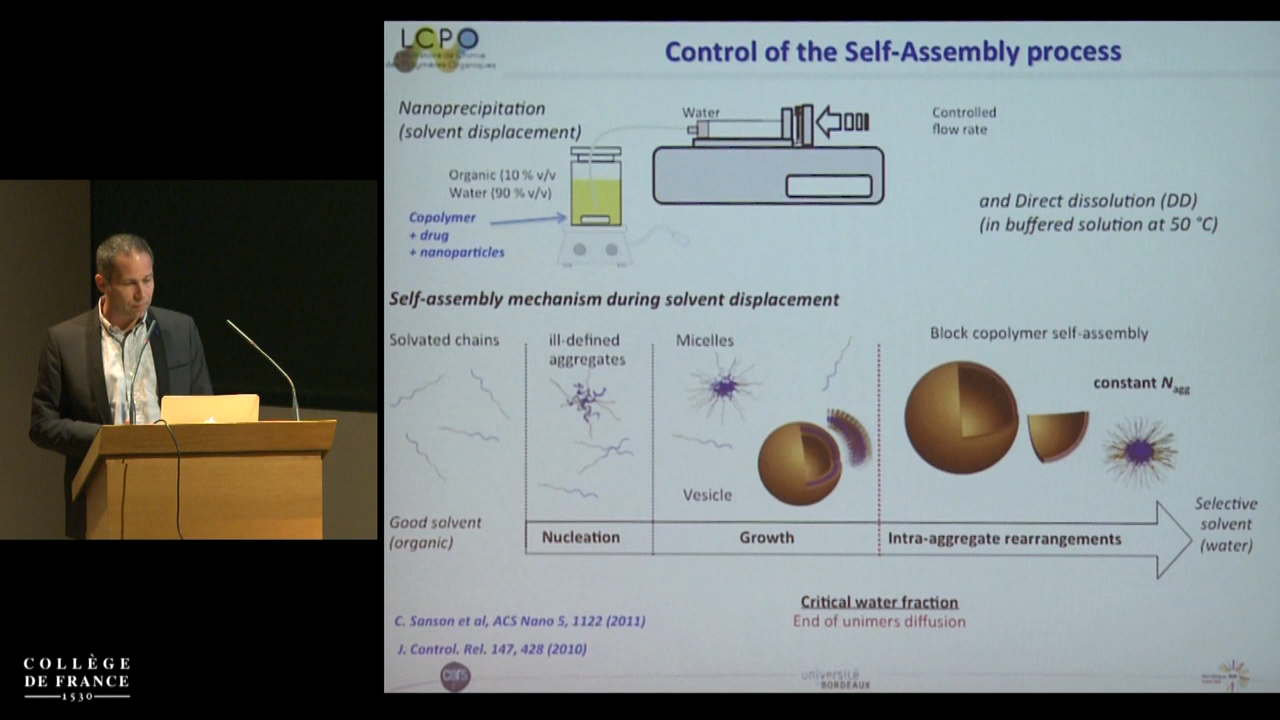 LCPO
Control of the Self-Assembly process
Nanoprecipitation
(solvent displacement)
Water
Controlled
flow rate
Organic (10 % v/v
Water (90 % v/v)
Copolymer
+ drug
+ nanoparticles
and Direct dissolution (DD)
(in buffered solution at 50 °C)
Self-assembly mechanism during solvent displacement
Solvated chains
ill-defined
aggregates
Micelles
Block copolymer self-assembly
constant Nagg
Vesicle
Good solvent
(organic)
Nucleation
Growth
Intra-aggregate rearrangements
Selective
solvent
(water)
Critical water fraction
End of unimers diffusion
C. Sanson et al, ACS Nano 5, 1122 (2011)
J. Control. Rel. 147, 428 (2010)
cnrs
université
BORDEAUX
COLLÈGE
DE FRANCE
1530